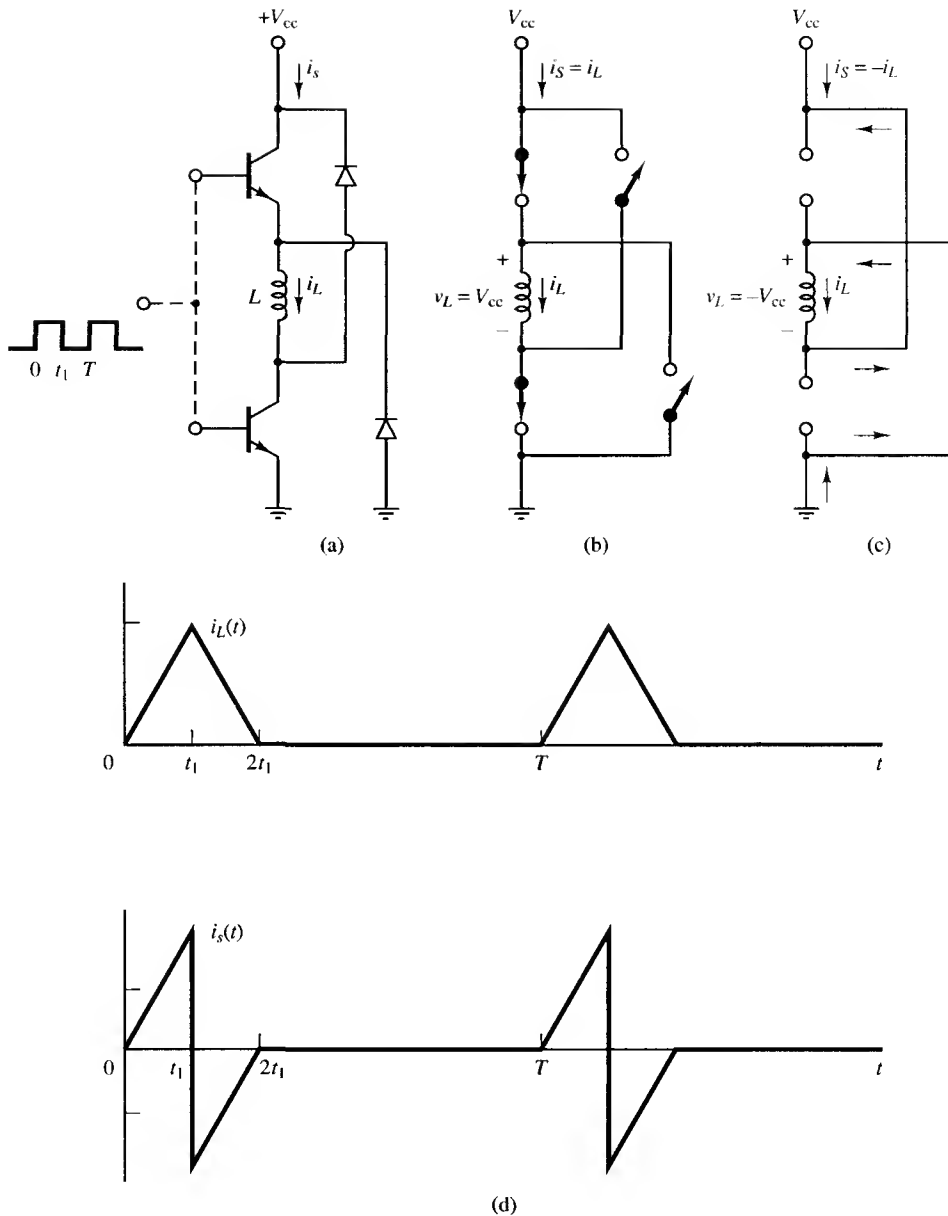 +Vcc
is
L
iL
0 t1 T
(a)
Vcc
iS = iL
+
vL = Vcc
iL
–
(b)
Vcc
iS = –iL
+
vL = –Vcc
iL
–
(c)
iL(t)
0 t1 2t1 T t
is(t)
0 t1 2t1 T t
(d)